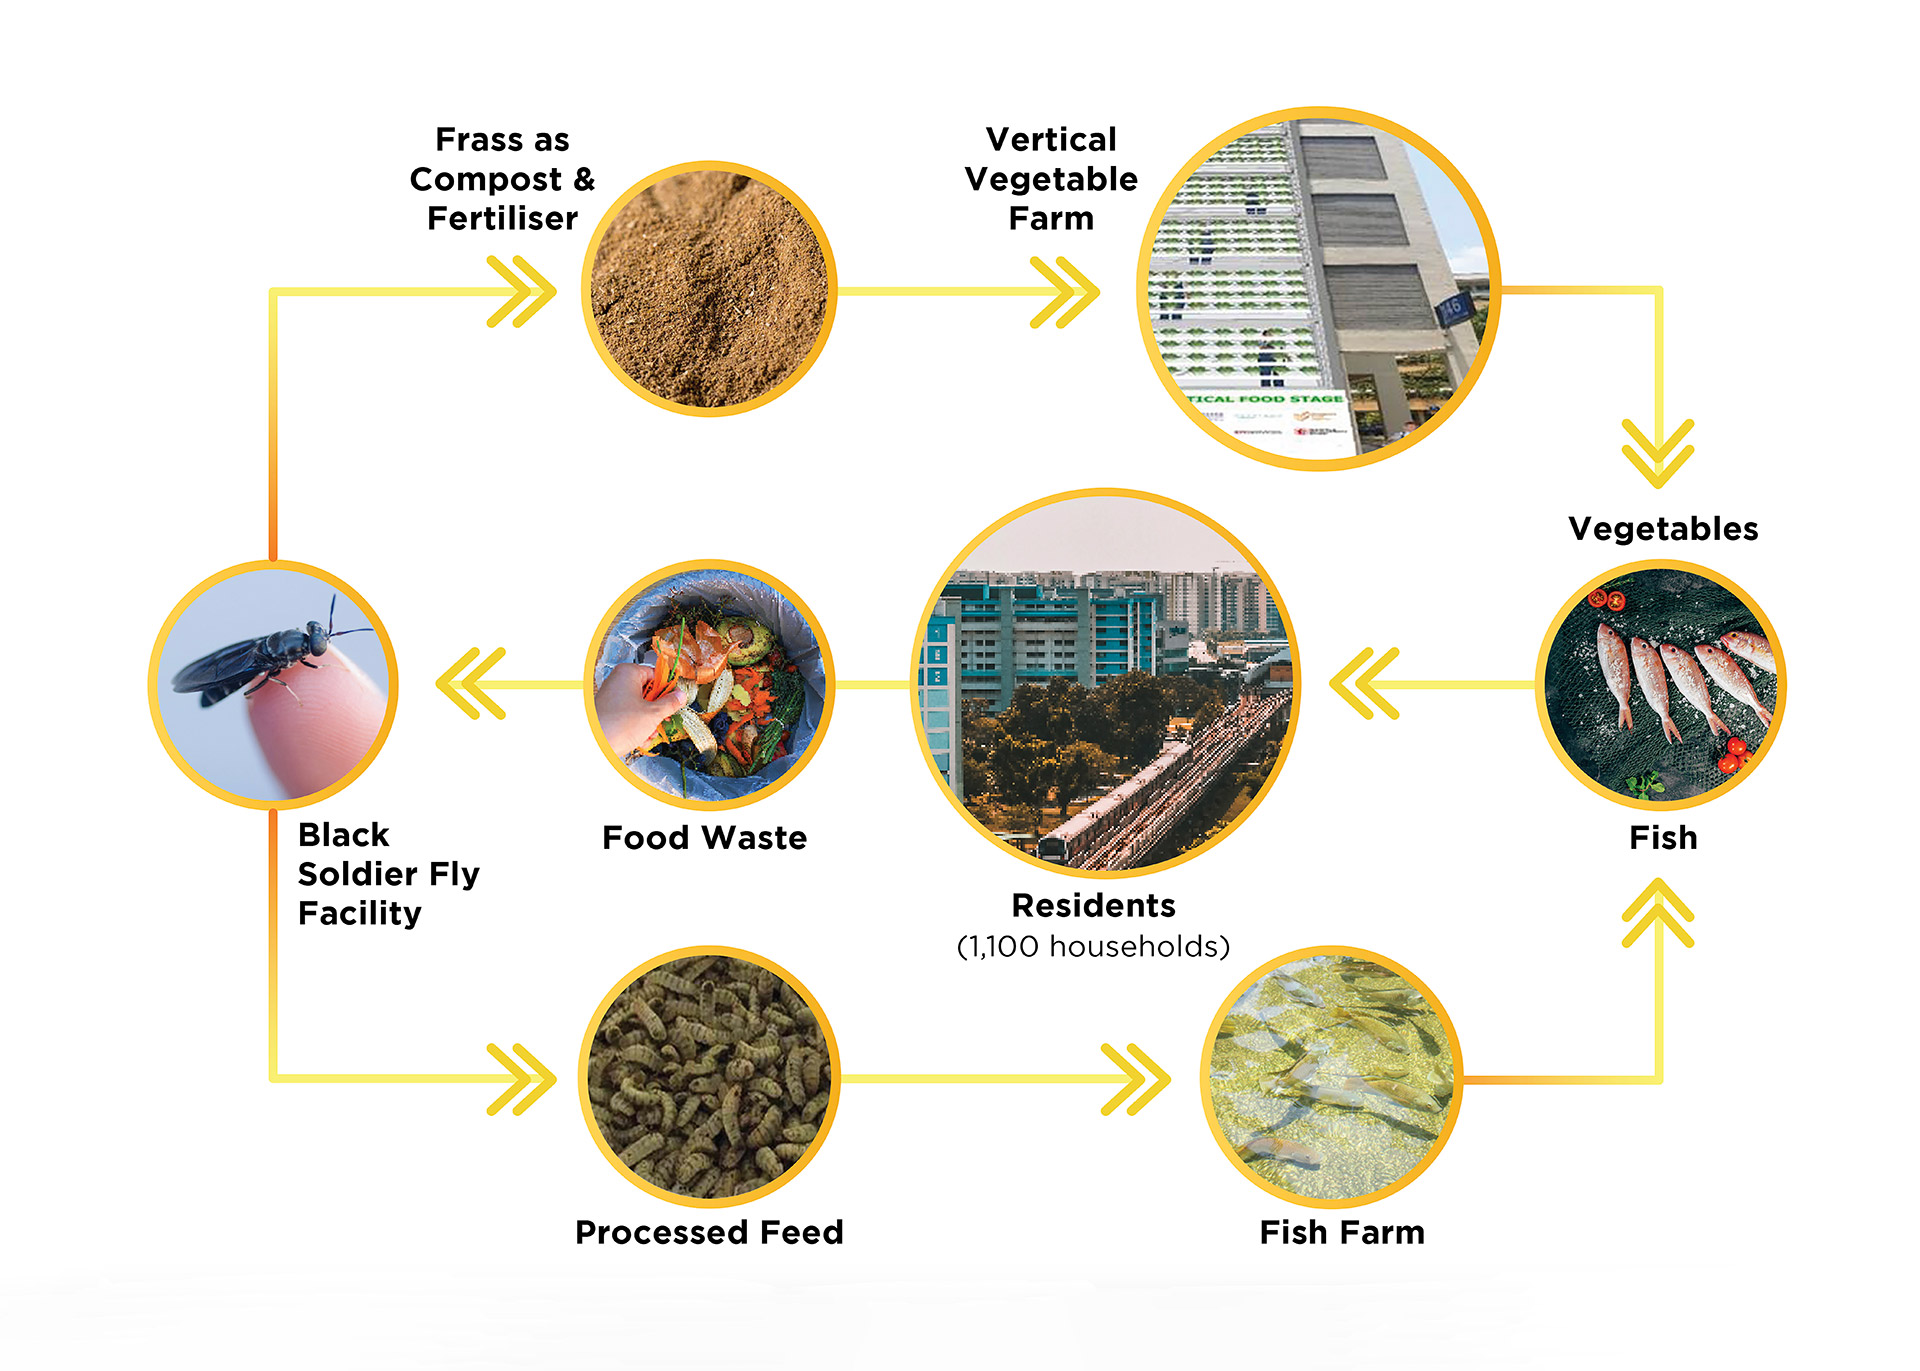 Frass as
Compost &
Fertiliser
Vertical
Vegetable
Farm
46
TICAL FOOD STAGE
Vegetables
Black
Soldier Fly
Facility
Food Waste
Residents
(1,100 households)
Fish
Processed Feed
Fish Farm